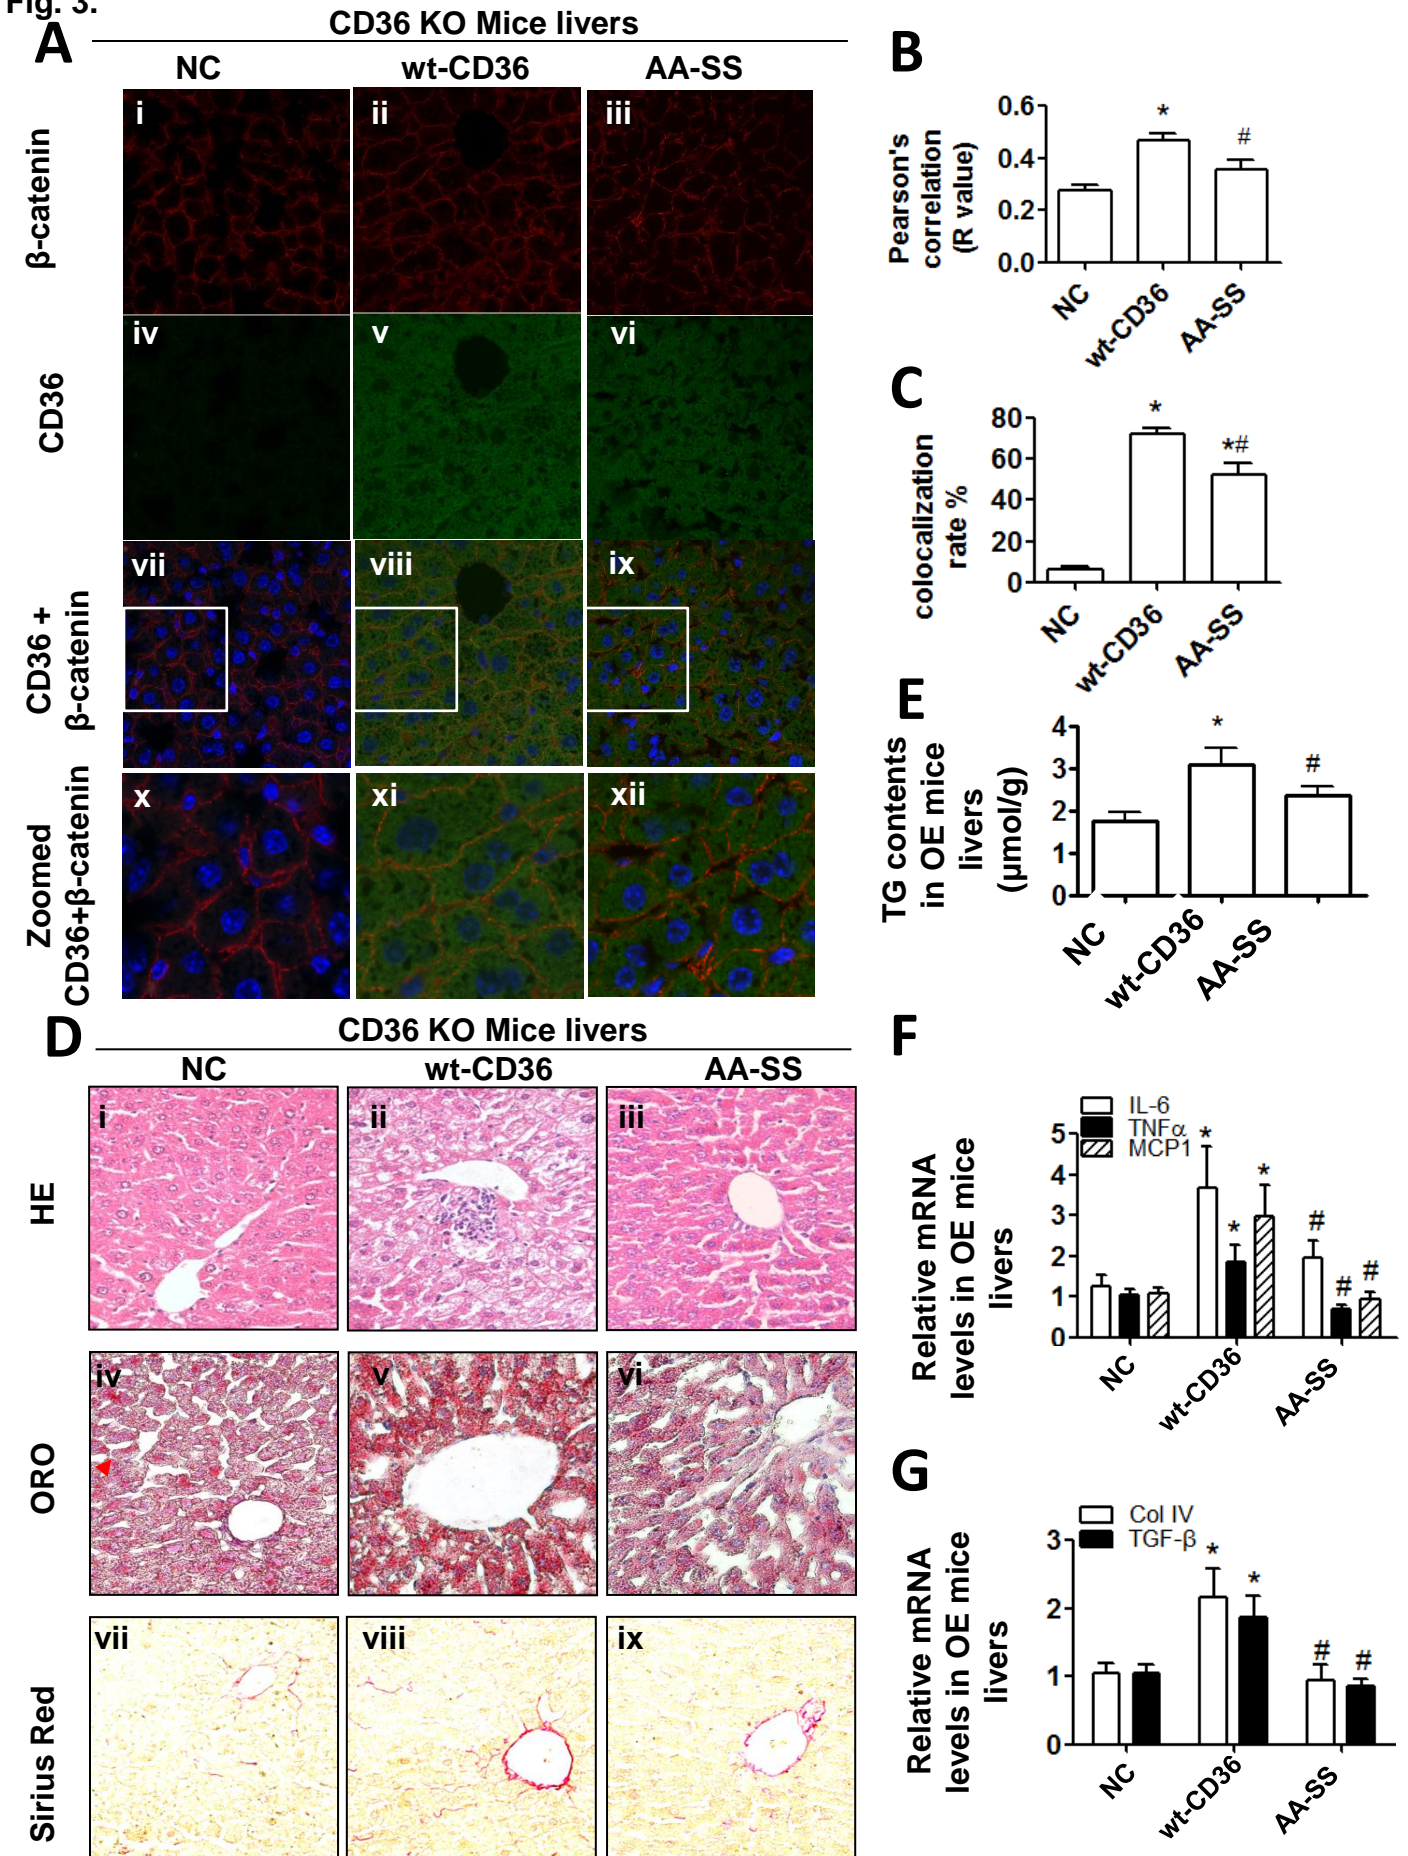 Fig. 3.
A
CD36 KO Mice livers
NC
wt-CD36
AA-SS
β-catenin
i
ii
iii
CD36
iv
v
vi
CD36 +
β-catenin
vii
viii
ix
Zoomed
CD36+β-catenin
x
xi
xii
B
Pearson's
correlation
(R value)
0.6
0.4
0.2
0.0
*
#
NC
wt-CD36
AA-SS
C
colocalization
rate %
80
60
40
20
0
*
*#
NC
wt-CD36
AA-SS
E
TG contents
in OE mice
livers
(μmol/g)
4
3
2
1
0
*
#
NC
wt-CD36
AA-SS
D
CD36 KO Mice livers
NC
wt-CD36
AA-SS
HE
i
ii
iii
ORO
iv
v
vi
Sirius Red
vii
viii
ix
F
Relative mRNA
levels in OE mice
livers
IL-6
TNFα
MCP1
5
4
3
2
1
0
*
*
*
#
#
#
NC
wt-CD36
AA-SS
G
Relative mRNA
levels in OE mice
livers
Col IV
TGF-β
3
2
1
0
*
*
#
#
NC
wt-CD36
AA-SS